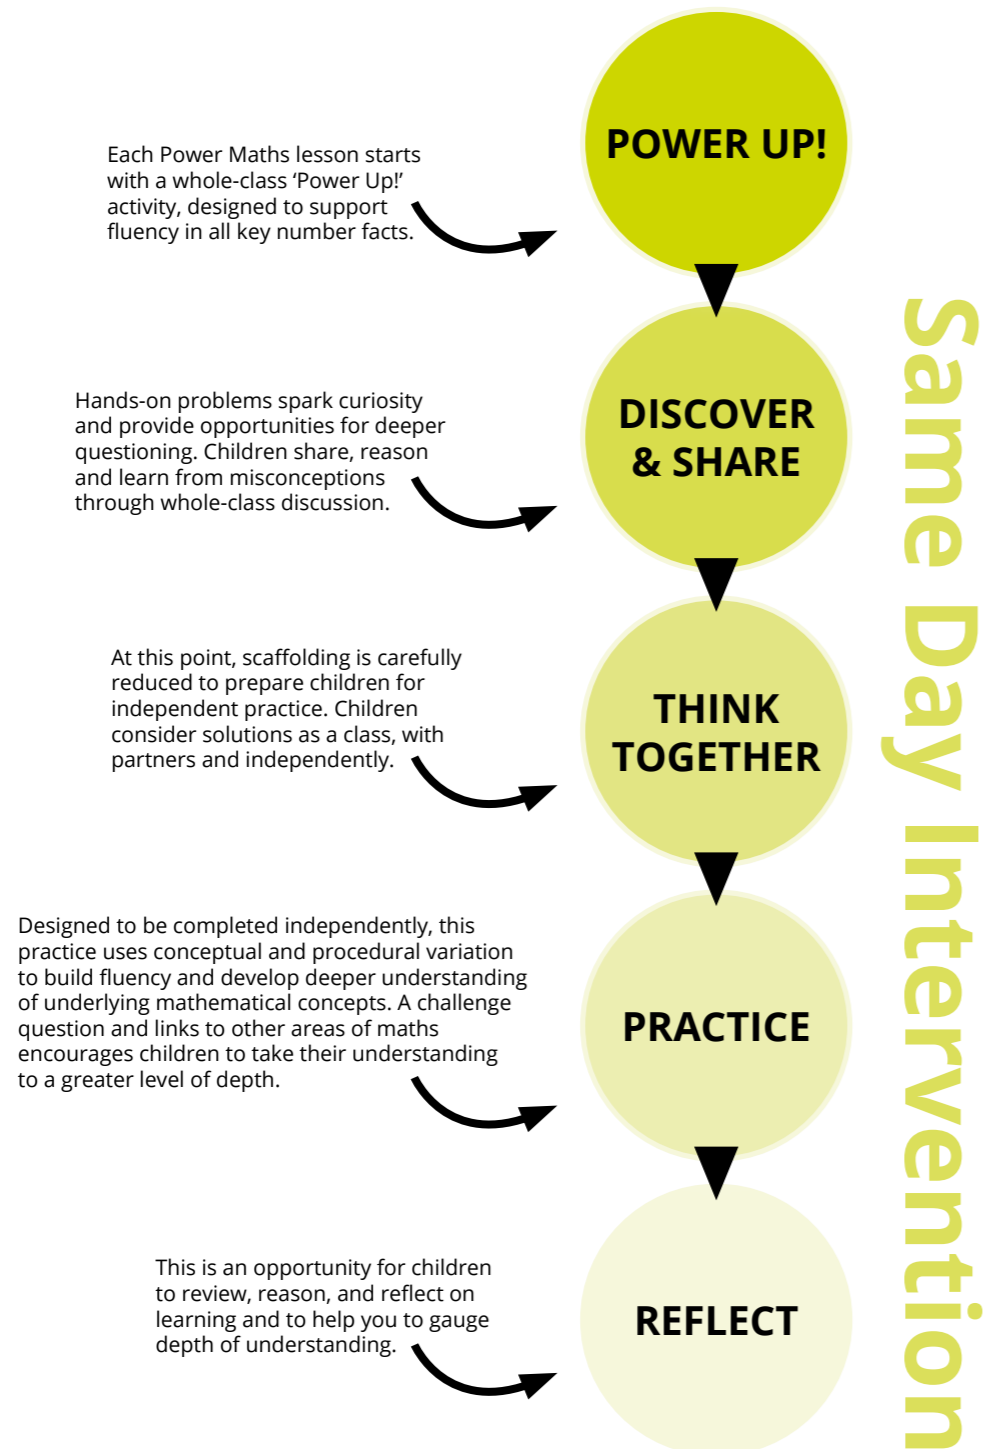 Each Power Maths lesson starts
with a whole-class ‘Power Up!’
activity, designed to support
fluency in all key number facts.
POWER UP!
Hands-on problems spark curiosity
and provide opportunities for deeper
questioning. Children share, reason
and learn from misconceptions
through whole-class discussion.
DISCOVER
& SHARE
At this point, scaffolding is carefully
reduced to prepare children for
independent practice. Children
consider solutions as a class, with
partners and independently.
THINK
TOGETHER
Designed to be completed independently, this
practice uses conceptual and procedural variation
to build fluency and develop deeper understanding
of underlying mathematical concepts. A challenge
question and links to other areas of maths
encourages children to take their understanding
to a greater level of depth.
PRACTICE
This is an opportunity for children
to review, reason, and reflect on
learning and to help you to gauge
depth of understanding.
REFLECT
Same Day Intervention